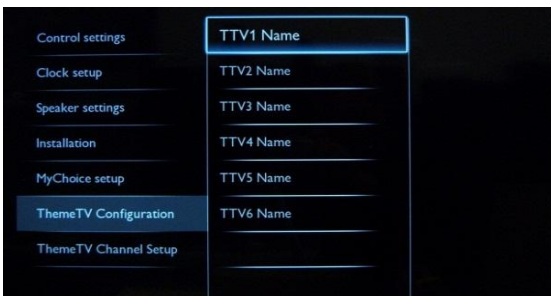 Control settings
Clock setup
Speaker settings
Installation
MyChoice setup
ThemeTV Configuration
ThemeTV Channel Setup
TTV1 Name
TTV2 Name
TTV3 Name
TTV4 Name
TTV5 Name
TTV6 Name